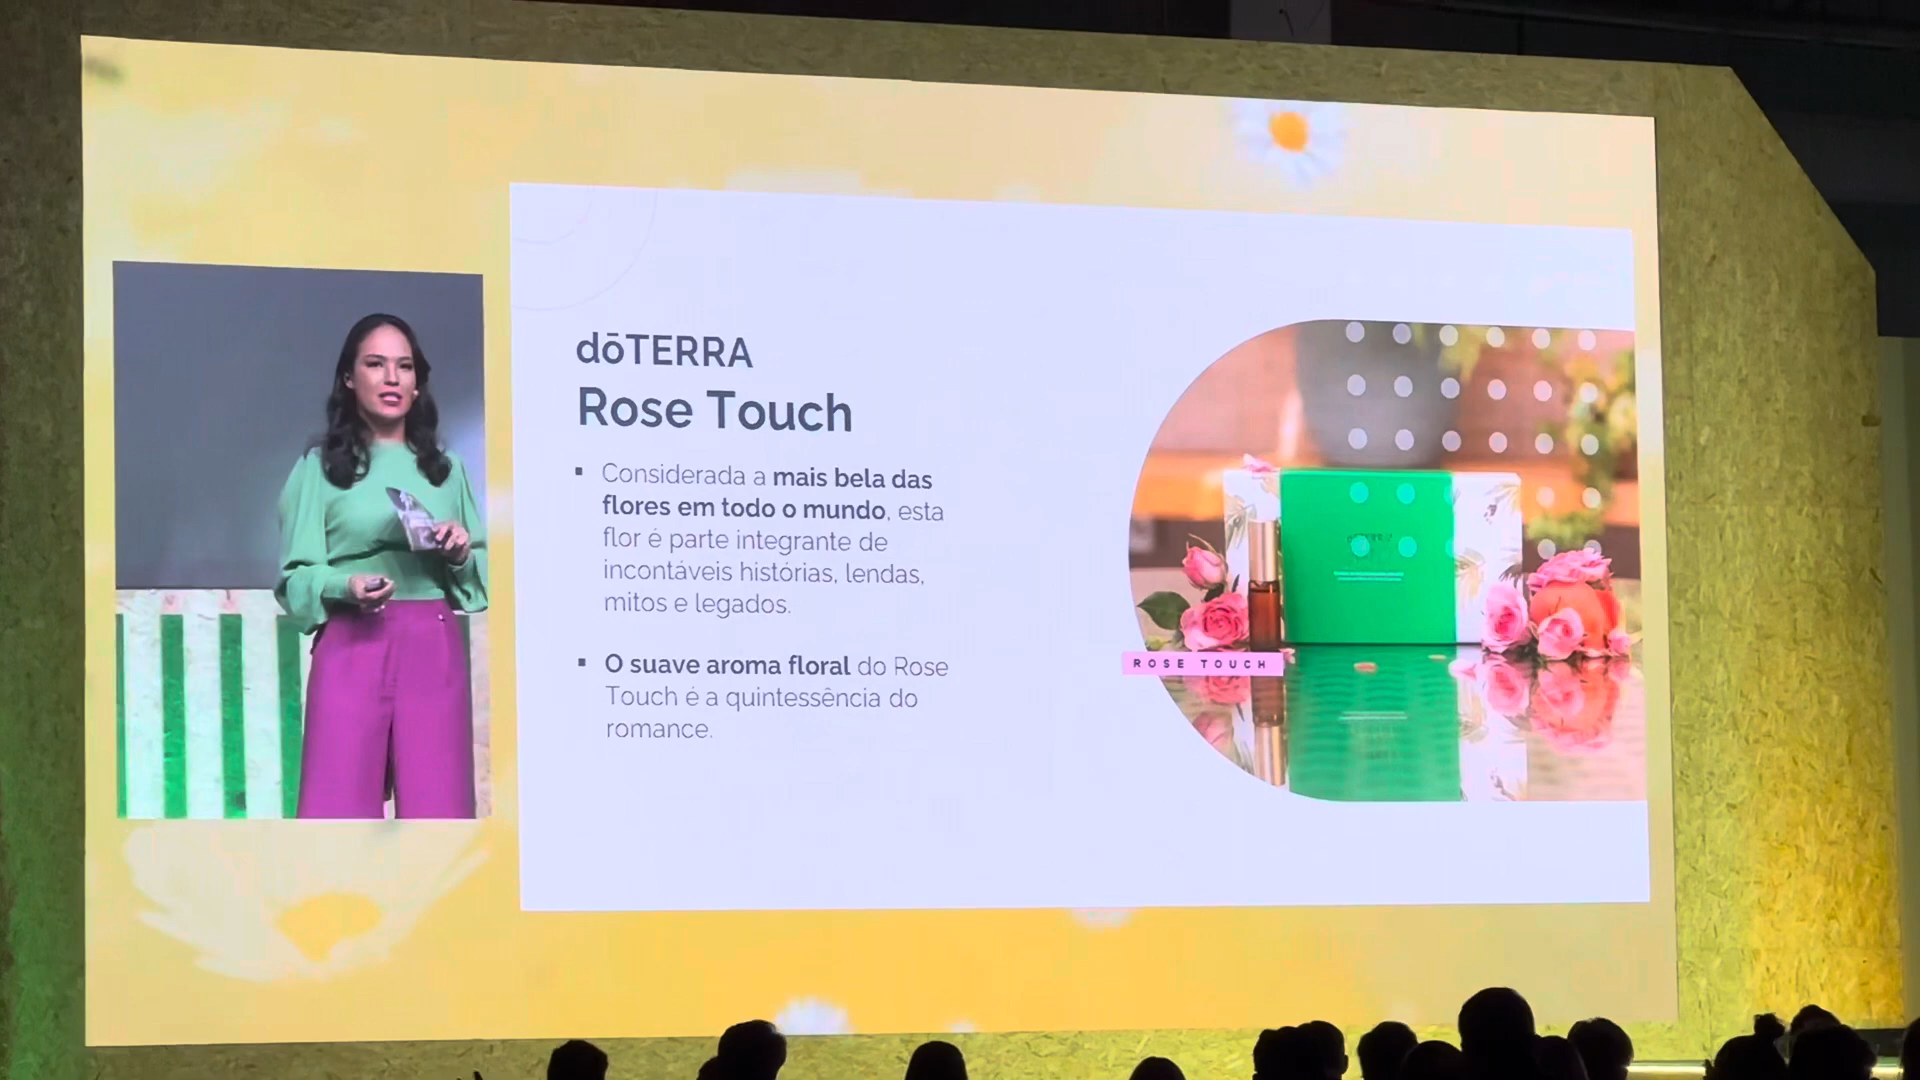 dōTERRA
Rose Touch
▪ Considerada a mais bela das
flores em todo o mundo, esta
flor é parte integrante de
incontáveis histórias, lendas,
mitos e legados.
▪ O suave aroma floral do Rose
Touch é a quintessência do
romance.
ROSE TOUCH